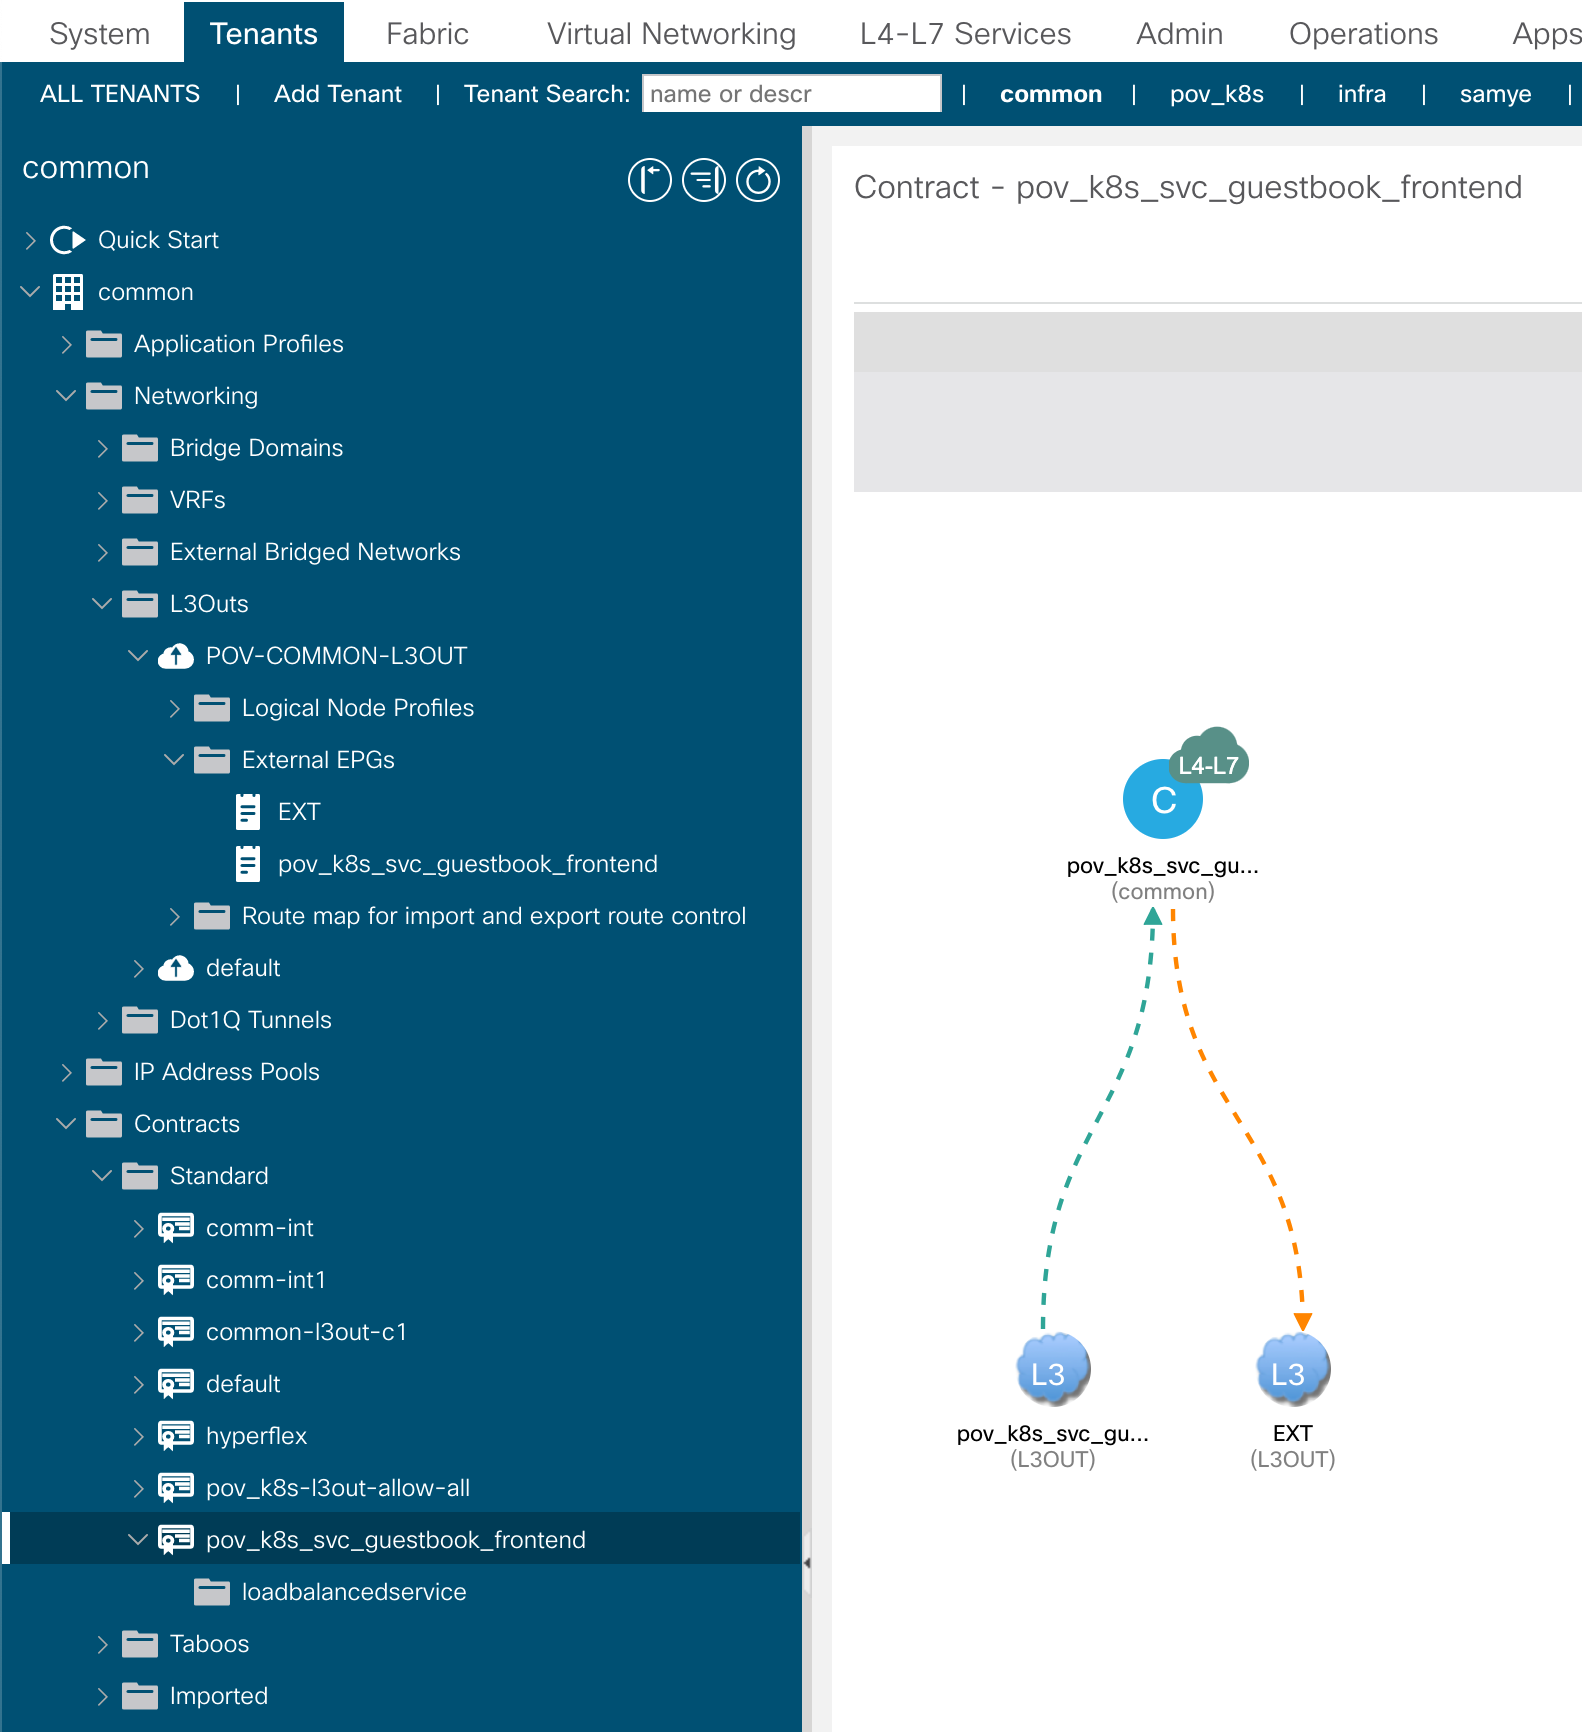 System Tenants Fabric Virtual Networking L4-L7 Services Admin Operations Apps
ALL TENANTS | Add Tenant | Tenant Search: name or descr | common | pov_k8s | infra | samye |
common
Quick Start
common
Application Profiles
Networking
Bridge Domains
VRFs
External Bridged Networks
L3Outs
POV-COMMON-L3OUT
Logical Node Profiles
External EPGs
EXT
pov_k8s_svc_guestbook_frontend
Route map for import and export route control
default
Dot1Q Tunnels
IP Address Pools
Contracts
Standard
comm-int
comm-int1
common-l3out-c1
default
hyperflex
pov_k8s-l3out-allow-all
pov_k8s_svc_guestbook_frontend
loadbalancedservice
Taboos
Imported
Contract - pov_k8s_svc_guestbook_frontend
L4-L7
C
pov_k8s_svc_gu...
(common)
L3 L3
pov_k8s_svc_gu... EXT
(L3OUT) (L3OUT)